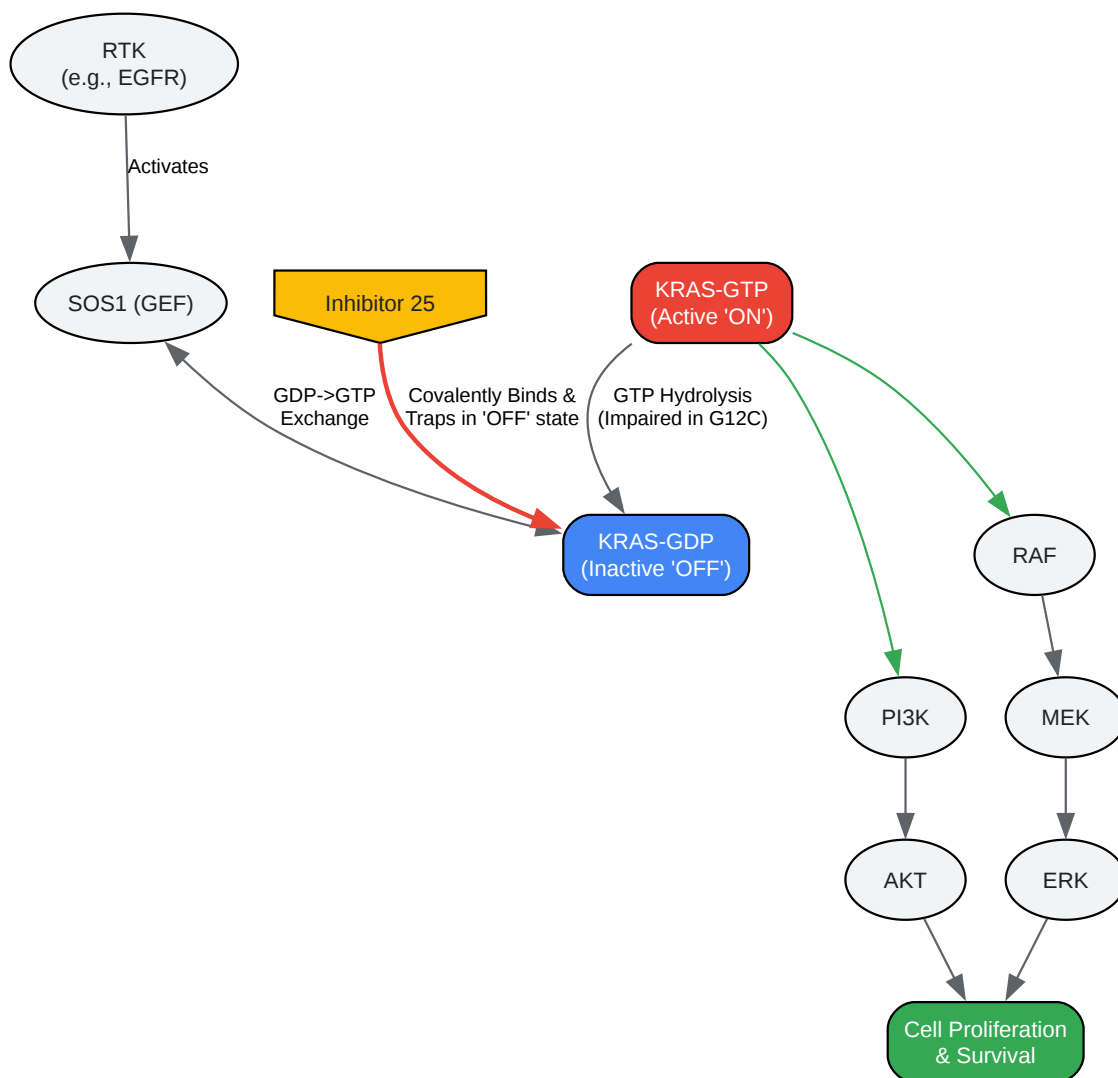 RTK
(e.g., EGFR)
Activates
SOS1 (GEF)
Inhibitor 25
KRAS-GTP
(Active 'ON')
GDP->GTP
Exchange
Covalently Binds &
Traps in 'OFF' state
GTP Hydrolysis
(Impaired in G12C)
KRAS-GDP
(Inactive 'OFF')
RAF
PI3K
MEK
AKT
ERK
Cell Proliferation
& Survival